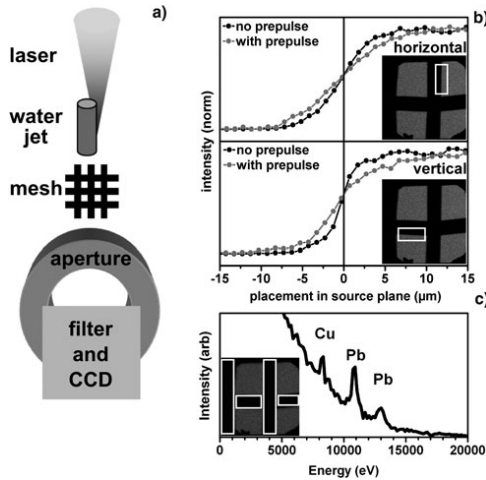 a)
laser
water
jet
mesh
aperture
filter
and
CCD
b)
no prepulse
with prepulse
horizontal
no prepulse
with prepulse
vertical
intensity (norm)
-15 -10 -5 0 5 10 15
placement in source plane (µm)
c)
Cu
Pb
Pb
Intensity (arb)
0 5000 10000 15000 20000
Energy (eV)